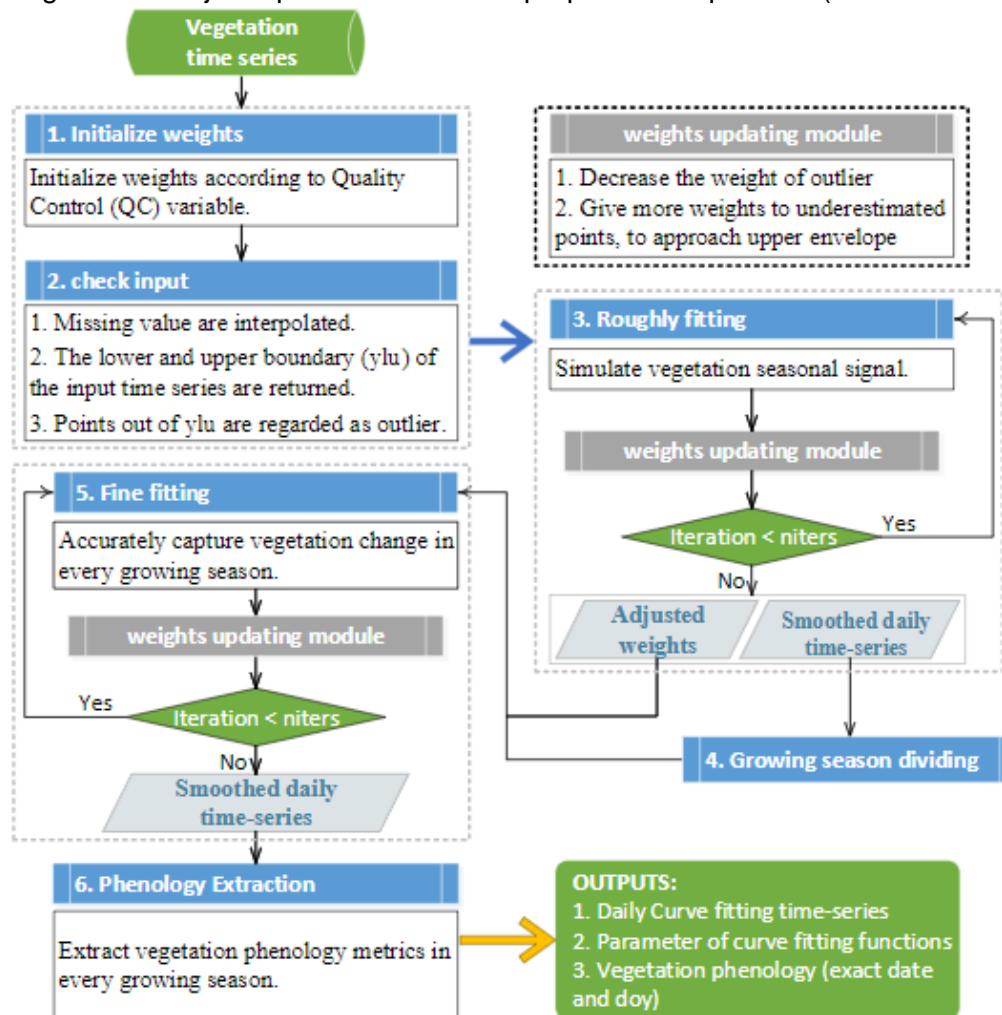 Vegetation
time series
1. Initialize weights
Initialize weights according to Quality
Control (QC) variable.
2. check input
1. Missing value are interpolated.
2. The lower and upper boundary (ylu) of
the input time series are returned.
3. Points out of ylu are regarded as outlier.
weights updating module
1. Decrease the weight of outlier
2. Give more weights to underestimated
points, to approach upper envelope
3. Roughly fitting
Simulate vegetation seasonal signal.
weights updating module
Iteration < niters
Yes
No
Adjusted
weights
Smoothed daily
time-series
4. Growing season dividing
5. Fine fitting
Accurately capture vegetation change in
every growing season.
weights updating module
Yes
Iteration < niters
No
Smoothed daily
time-series
6. Phenology Extraction
Extract vegetation phenology metrics in
every growing season.
OUTPUTS:
1. Daily Curve fitting time-series
2. Parameter of curve fitting functions
3. Vegetation phenology (exact date
and doy)